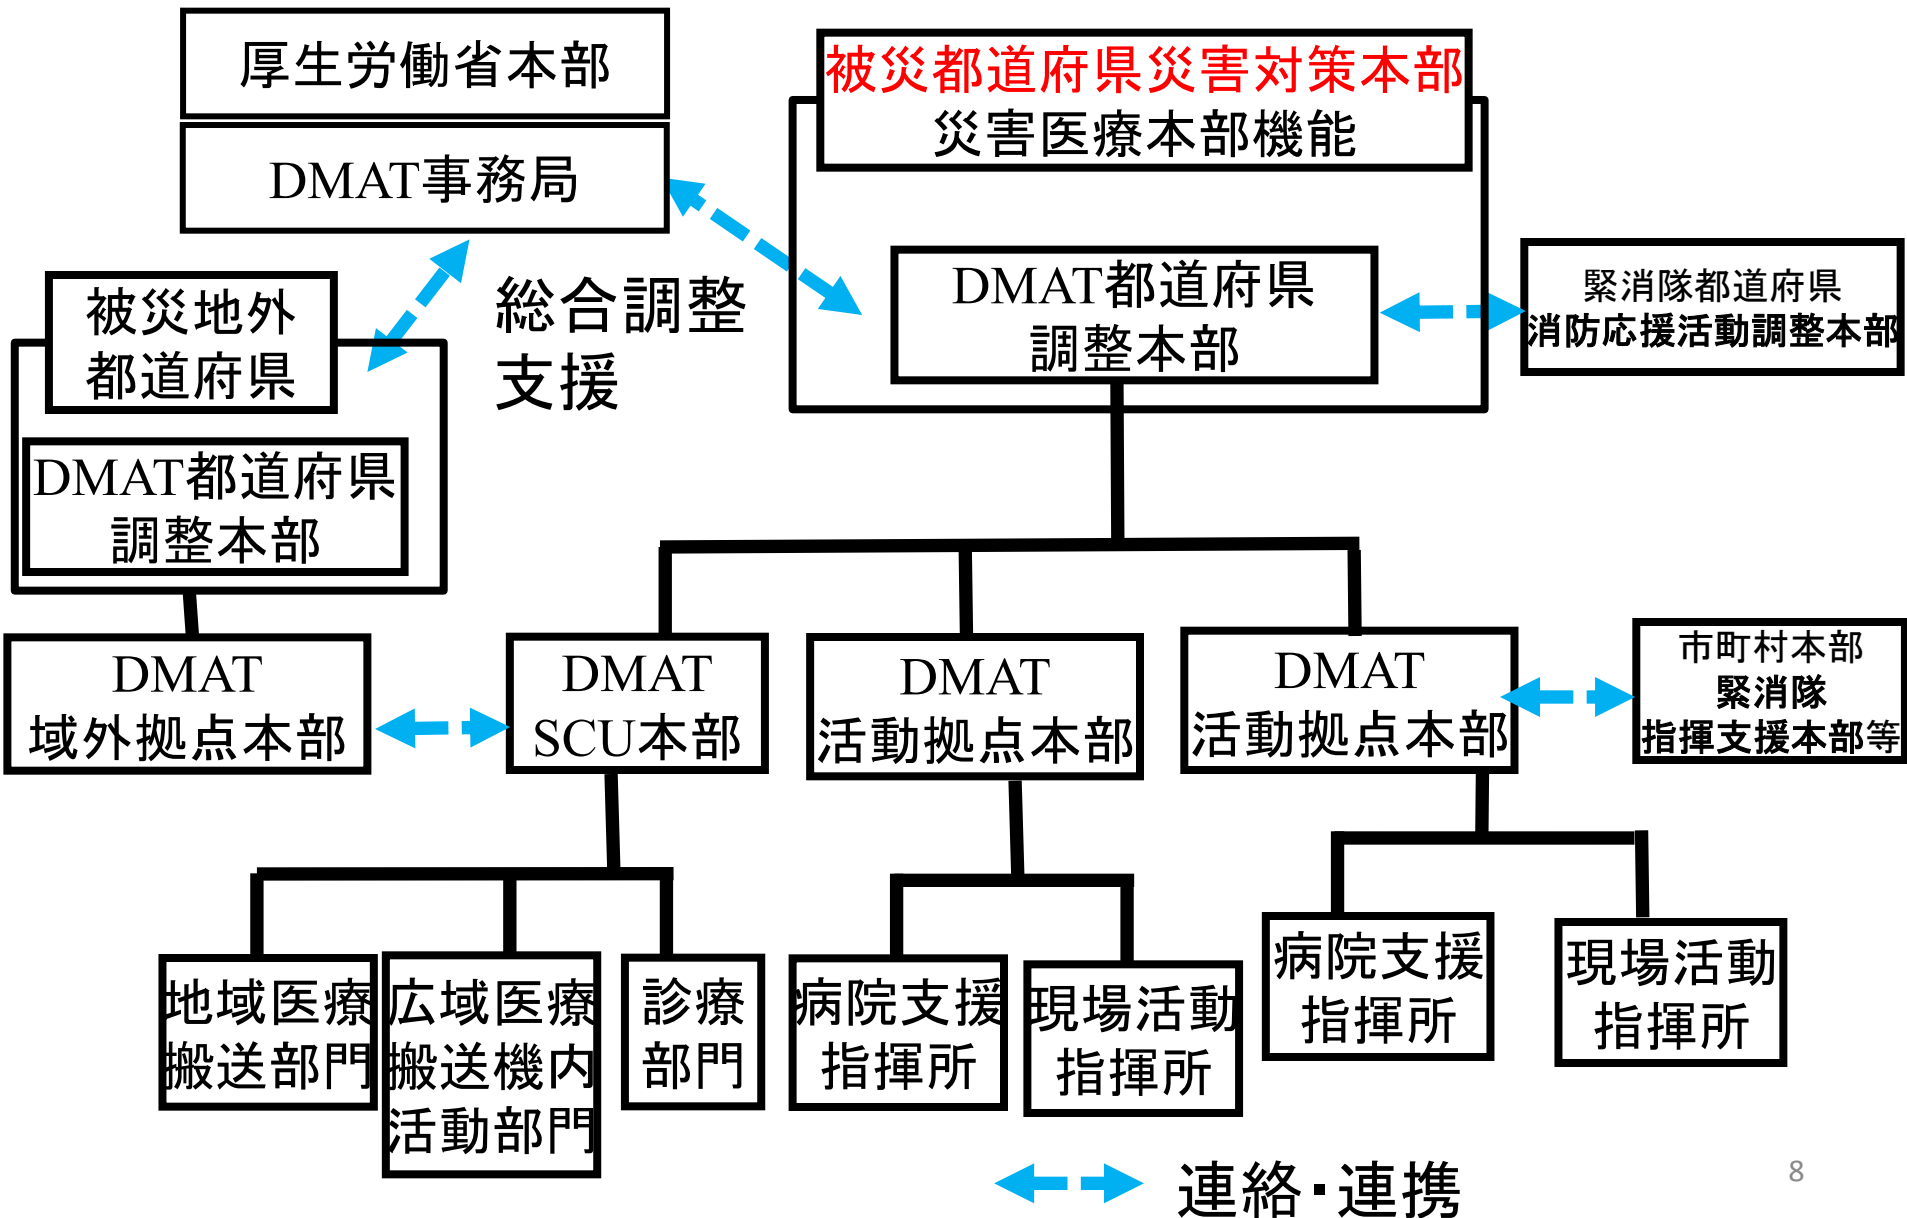 厚生労働省本部
DMAT事務局
被災都道府県災害対策本部
災害医療本部機能
DMAT都道府県
調整本部
緊消隊都道府県
消防応援活動調整本部
総合調整
支援
被災地外
都道府県
DMAT都道府県
調整本部
DMAT
域外拠点本部
DMAT
SCU本部
DMAT
活動拠点本部
DMAT
活動拠点本部
市町村本部
緊消隊
指揮支援本部等
地域医療
搬送部門
広域医療
搬送機内
活動部門
診療
部門
病院支援
指揮所
現場活動
指揮所
病院支援
指揮所
現場活動
指揮所
連絡・連携
8